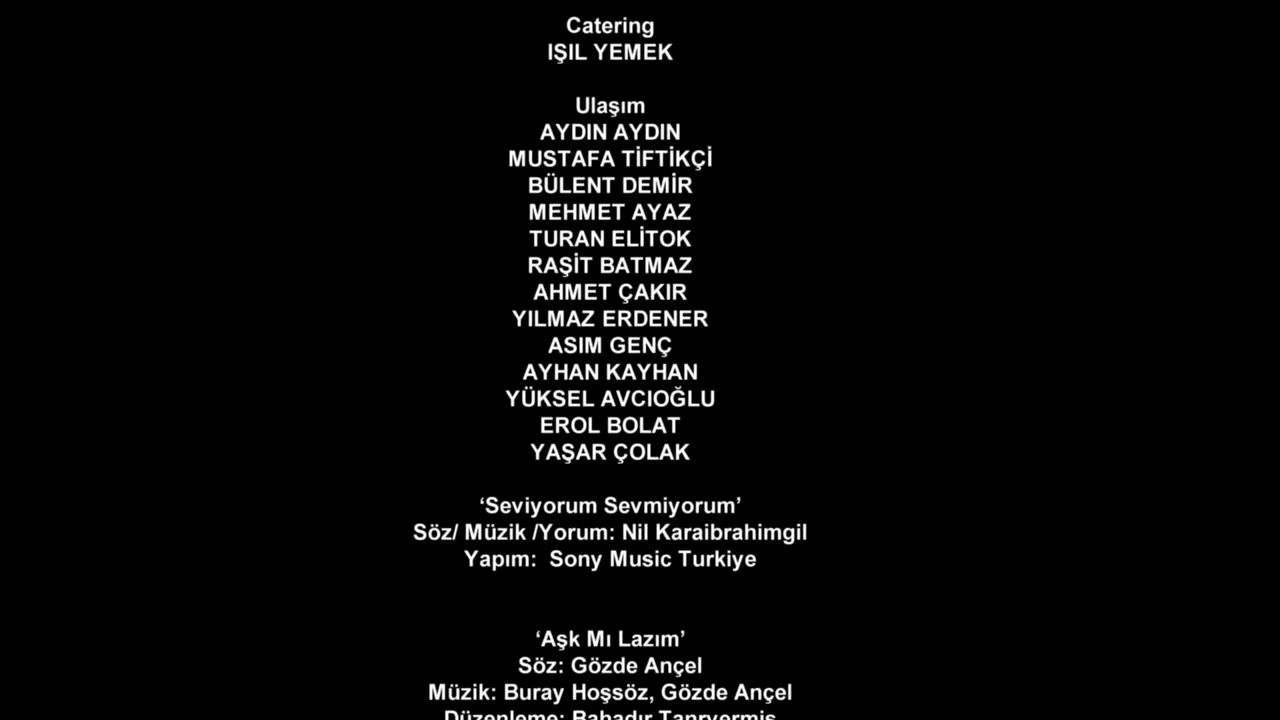 Catering
IŞIL YEMEK
Ulaşım
AYDIN AYDIN
MUSTAFA TİFTİKÇİ
BÜLENT DEMİR
MEHMET AYAZ
TURAN ELİTOK
RAŞİT BATMAZ
AHMET ÇAKIR
YILMAZ ERDENER
ASIM GENÇ
AYHAN KAYHAN
YÜKSEL AVCIOĞLU
EROL BOLAT
YAŞAR ÇOLAK
‘Seviyorum Sevmiyorum’
Söz/ Müzik /Yorum: Nil Karaibrahimgil
Yapım:  Sony Music Turkiye
‘Aşk Mı Lazım’
Söz: Gözde Ançel
Müzik: Buray Hoşsöz, Gözde Ançel
Düzenleme: Bahadır